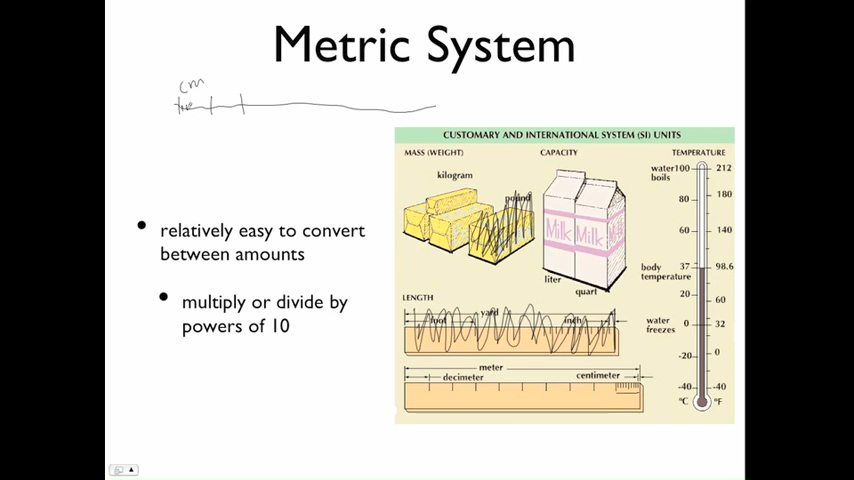 Metric System
cm
CUSTOMARY AND INTERNATIONAL SYSTEM (SI) UNITS
MASS (WEIGHT)
CAPACITY
TEMPERATURE
kilogram
pound
Milk Milk Milk
liter
quart
water boils
100 212
80 180
60 140
body temperature
37 98.6
20 60
water freezes
0 32
-20 0
-40 -40
°C °F
• relatively easy to convert
between amounts
• multiply or divide by
powers of 10
LENGTH
yard
foot inch
meter
decimeter centimeter